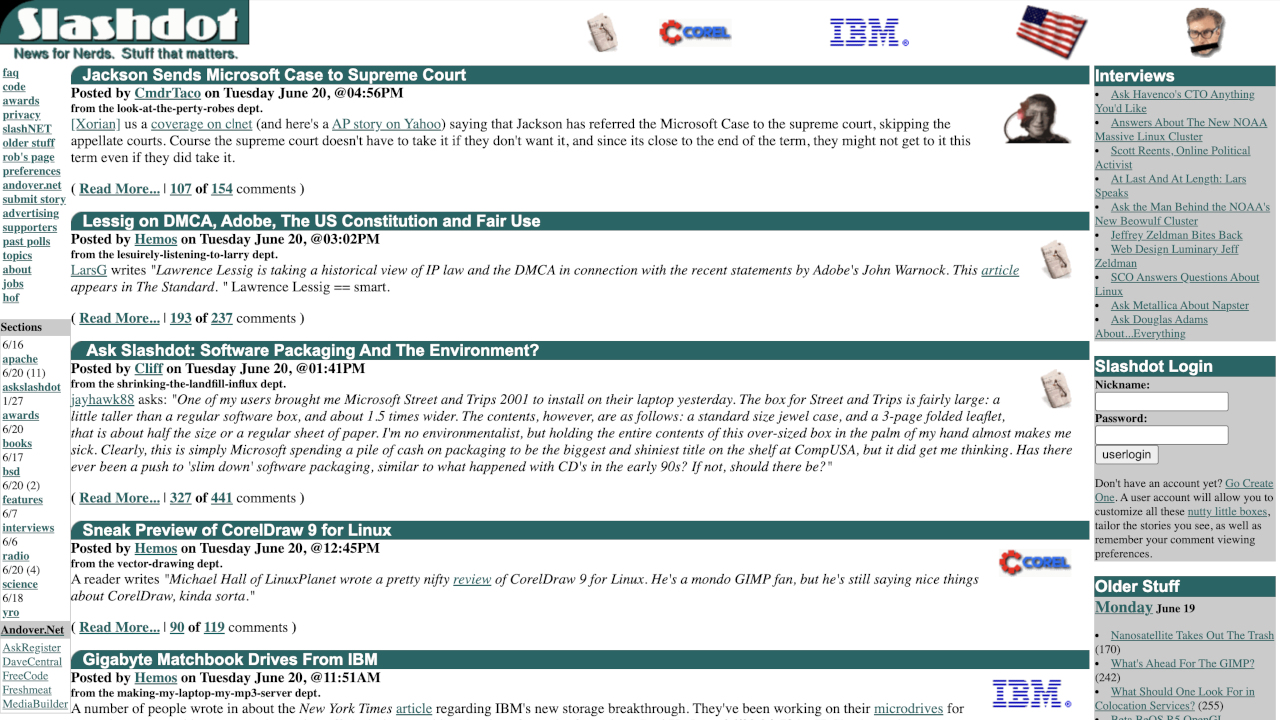 Slashdot
News for Nerds. Stuff that matters.
COREL
IBM
faq
code
awards
privacy
slashNET
older stuff
rob's page
preferences
andover.net
submit story
advertising
supporters
past polls
topics
about
jobs
hof
Sections
6/16
apache
6/20 (11)
askslashdot
1/27
awards
6/20
books
6/17
bsd
6/20 (2)
features
6/7
interviews
6/6
radio
6/20 (4)
science
6/18
yro
Andover.Net
AskRegister
DaveCentral
FreeCode
Freshmeat
MediaBuilder
Jackson Sends Microsoft Case to Supreme Court
Posted by CmdrTaco on Tuesday June 20, @04:56PM
from the look-at-the-perty-robes dept.
[Xorian] us a coverage on c|net (and here's a AP story on Yahoo) saying that Jackson has referred the Microsoft Case to the supreme court, skipping the
appellate courts. Course the supreme court doesn't have to take it if they don't want it, and since its close to the end of the term, they might not get to it this
term even if they did take it.
( Read More... | 107 of 154 comments )
Lessig on DMCA, Adobe, The US Constitution and Fair Use
Posted by Hemos on Tuesday June 20, @03:02PM
from the lesuirely-listening-to-larry dept.
LarsG writes "Lawrence Lessig is taking a historical view of IP law and the DMCA in connection with the recent statements by Adobe's John Warnock. This article
appears in The Standard. " Lawrence Lessig == smart.
( Read More... | 193 of 237 comments )
Ask Slashdot: Software Packaging And The Environment?
Posted by Cliff on Tuesday June 20, @01:41PM
from the shrinking-the-landfill-influx dept.
jayhawk88 asks: "One of my users brought me Microsoft Street and Trips 2001 to install on their laptop yesterday. The box for Street and Trips is fairly large: a
little taller than a regular software box, and about 1.5 times wider. The contents, however, are as follows: a standard size jewel case, and a 3-page folded leaflet,
that is about half the size or a regular sheet of paper. I'm no environmentalist, but holding the entire contents of this over-sized box in the palm of my hand almost makes me
sick. Clearly, this is simply Microsoft spending a pile of cash on packaging to be the biggest and shiniest title on the shelf at CompUSA, but it did get me thinking. Has there
ever been a push to 'slim down' software packaging, similar to what happened with CD's in the early 90s? If not, should there be?"
( Read More... | 327 of 441 comments )
Sneak Preview of CorelDraw 9 for Linux
Posted by Hemos on Tuesday June 20, @12:45PM
from the vector-drawing dept.
COREL
A reader writes "Michael Hall of LinuxPlanet wrote a pretty nifty review of CorelDraw 9 for Linux. He's a mondo GIMP fan, but he's still saying nice things
about CorelDraw, kinda sorta."
( Read More... | 90 of 119 comments )
Gigabyte Matchbook Drives From IBM
Posted by Hemos on Tuesday June 20, @11:51AM
from the making-my-laptop-my-mp3-server dept.
IBM
A number of people wrote in about the New York Times article regarding IBM's new storage breakthrough. They've been working on their microdrives for
Interviews
• Ask Havenco's CTO Anything
You'd Like
• Answers About The New NOAA
Massive Linux Cluster
• Scott Reents, Online Political
Activist
• At Last And At Length: Lars
Speaks
• Ask the Man Behind the NOAA's
New Beowulf Cluster
• Jeffrey Zeldman Bites Back
• Web Design Luminary Jeff
Zeldman
• SCO Answers Questions About
Linux
• Ask Metallica About Napster
• Ask Douglas Adams
About...Everything
Slashdot Login
Nickname:
Password:
userlogin
Don't have an account yet? Go Create
One. A user account will allow you to
customize all these nutty little boxes,
tailor the stories you see, as well as
remember your comment viewing
preferences.
Older Stuff
Monday June 19
• Nanosatellite Takes Out The Trash
(170)
• What's Ahead For The GIMP?
(242)
• What Should One Look For in
Colocation Services? (255)
• Beta BeOS R5 OpenGL